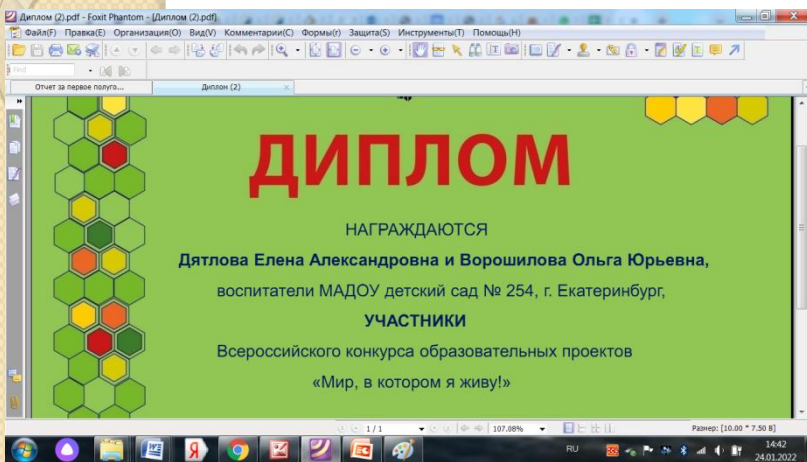 Диплом (2).pdf - Foxit Phantom - [Диплом (2).pdf]
Файл(F) Правка(E) Организация(O) Вид(V) Комментарии(C) Формы(r) Защита(S) Инструменты(T) Помощь(H)
Find
Отчет за первое полуго... Диплом (2)
ДИПЛОМ
НАГРАЖДАЮТСЯ
Дятлова Елена Александровна и Ворошилова Ольга Юрьевна,
воспитатели МАДОУ детский сад № 254, г. Екатеринбург,
УЧАСТНИКИ
Всероссийского конкурса образовательных проектов
«Мир, в котором я живу!»
1 / 1 107.08% Размер: [10.00 * 7.50 В]
RU 14:42
24.01.2022